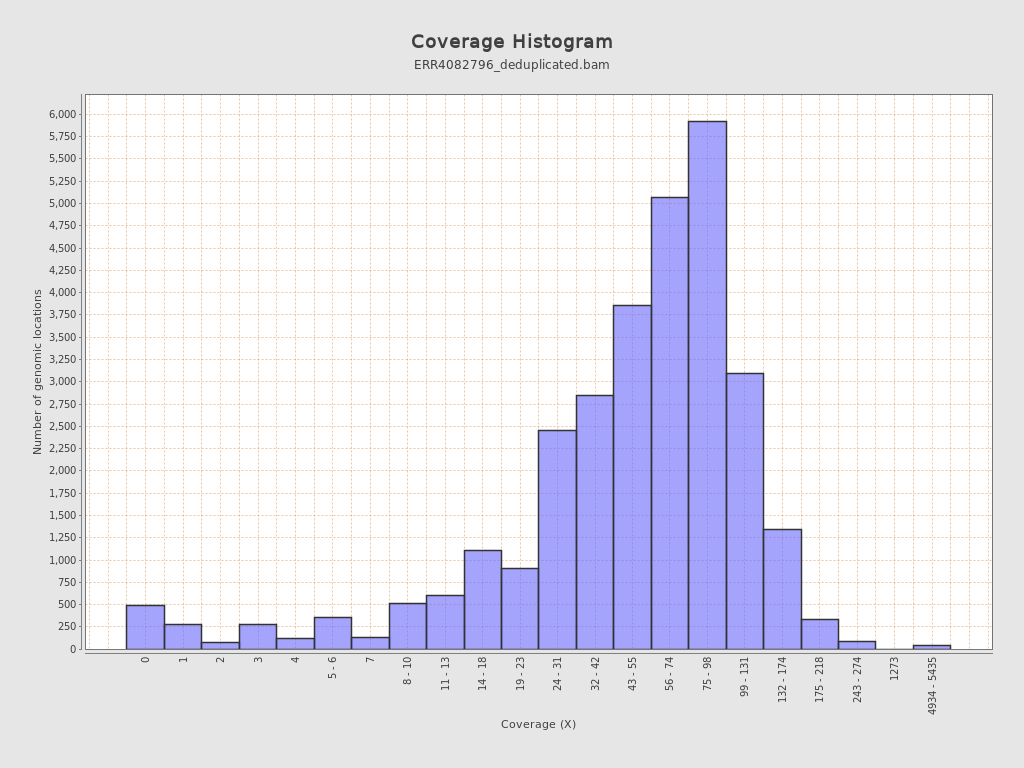 Coverage Histogram
ERR4082796_deduplicated.bam
6,000
5,750
5,500
5,250
5,000
4,750
4,500
4,250
4,000
3,750
3,500
3,250
3,000
2,750
2,500
2,250
2,000
1,750
1,500
1,250
1,000
750
500
250
0
Number of genomic locations
0
1
2
3
4
5 - 6
7
8 - 10
11 - 13
14 - 18
19 - 23
24 - 31
32 - 42
43 - 55
56 - 74
75 - 98
99 - 131
132 - 174
175 - 218
243 - 274
1273
4934 - 5435
Coverage (X)